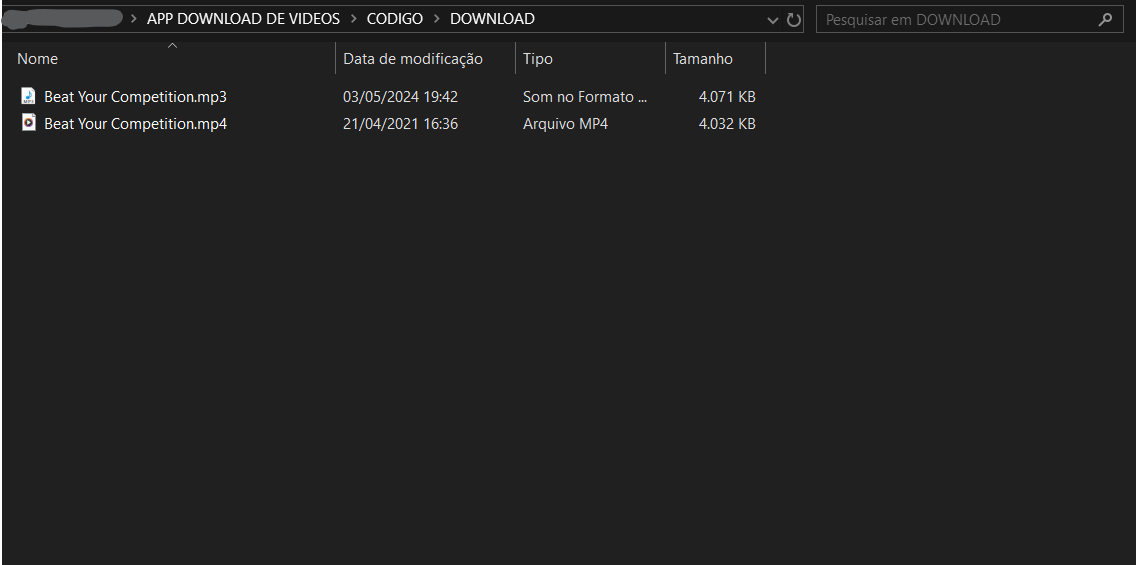 APP DOWNLOAD DE VIDEOS > CODIGO > DOWNLOAD Pesquisar em DOWNLOAD
Nome Data de modificação Tipo Tamanho
Beat Your Competition.mp3 03/05/2024 19:42 Som no Formato ... 4.071 KB
Beat Your Competition.mp4 21/04/2021 16:36 Arquivo MP4 4.032 KB